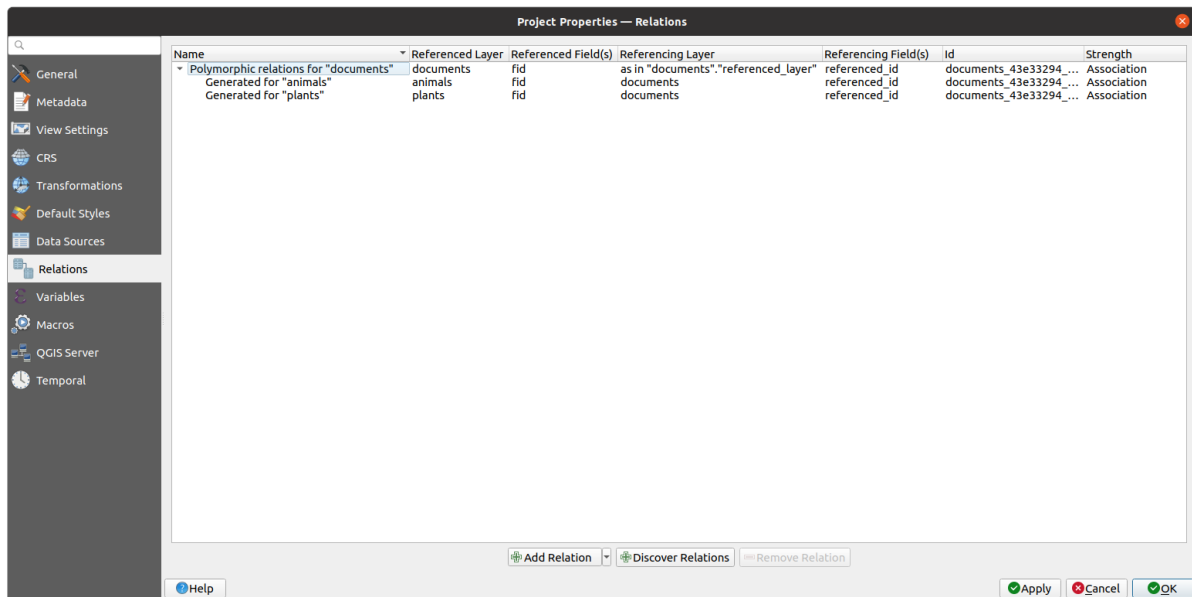 Project Properties — Relations
General
Metadata
View Settings
CRS
Transformations
Default Styles
Data Sources
Relations
Variables
Macros
QGIS Server
Temporal
Name Referenced Layer Referenced Field(s) Referencing Layer Referencing Field(s) Id Strength
Polymorphic relations for "documents" documents fid as in "documents"."referenced_layer" referenced_id documents_43e33294_... Association
Generated for "animals" animals fid documents referenced_id documents_43e33294_... Association
Generated for "plants" plants fid documents referenced_id documents_43e33294_... Association
Add Relation Discover Relations Remove Relation
Help Apply Cancel OK